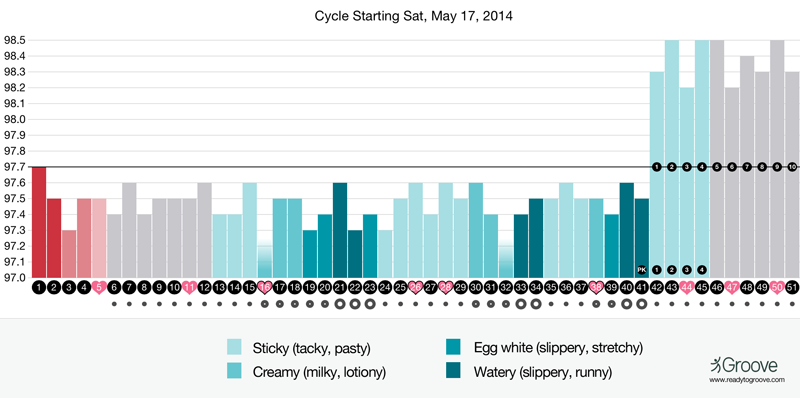 Cycle Starting Sat, May 17, 2014
98.5
98.4
98.3
98.2
98.1
98.0
97.9
97.8
97.7
97.6
97.5
97.4
97.3
97.2
97.1
97.0
1 2 3 4 5 6 7 8 9 10
PK 1 2 3 4
1 2 3 4 5 6 7 8 9 10 11 12 13 14 15 16 17 18 19 20 21 22 23 24 25 26 27 28 29 30 31 32 33 34 35 36 37 38 39 40 41 42 43 44 45 46 47 48 49 50 51
Sticky (tacky, pasty) Egg white (slippery, stretchy)
Creamy (milky, lotiony) Watery (slippery, runny)
Groove
www.readytogroove.com